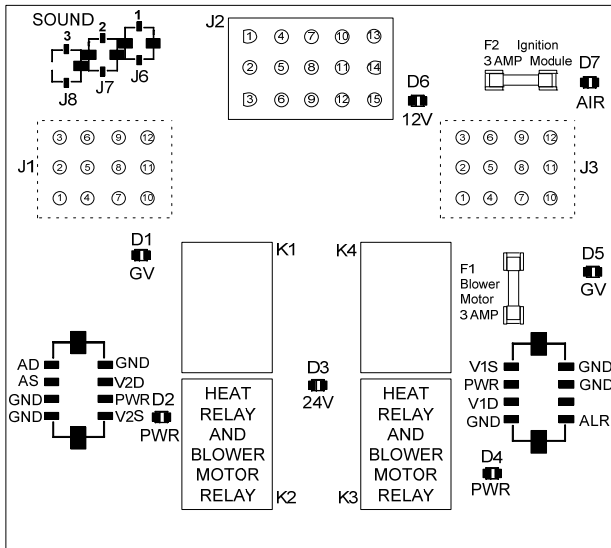 SOUND
3 2 1
J8 J7 J6
J2
1 4 7 10 13
2 5 8 11 14
3 6 9 12 15
D6
12V
F2 Ignition
3 AMP Module
D7
AIR
J1
3 6 9 12
2 5 8 11
1 4 7 10
J3
3 6 9 12
2 5 8 11
1 4 7 10
D1
GV
K1
K4
F1
Blower
Motor
3 AMP
D5
GV
AD GND
AS V2D
GND PWR
GND V2S
D2
PWR
D3
24V
HEAT
RELAY
AND
BLOWER
MOTOR
RELAY
K2
HEAT
RELAY
AND
BLOWER
MOTOR
RELAY
K3
V1S GND
PWR GND
V1D
GND ALR
D4
PWR